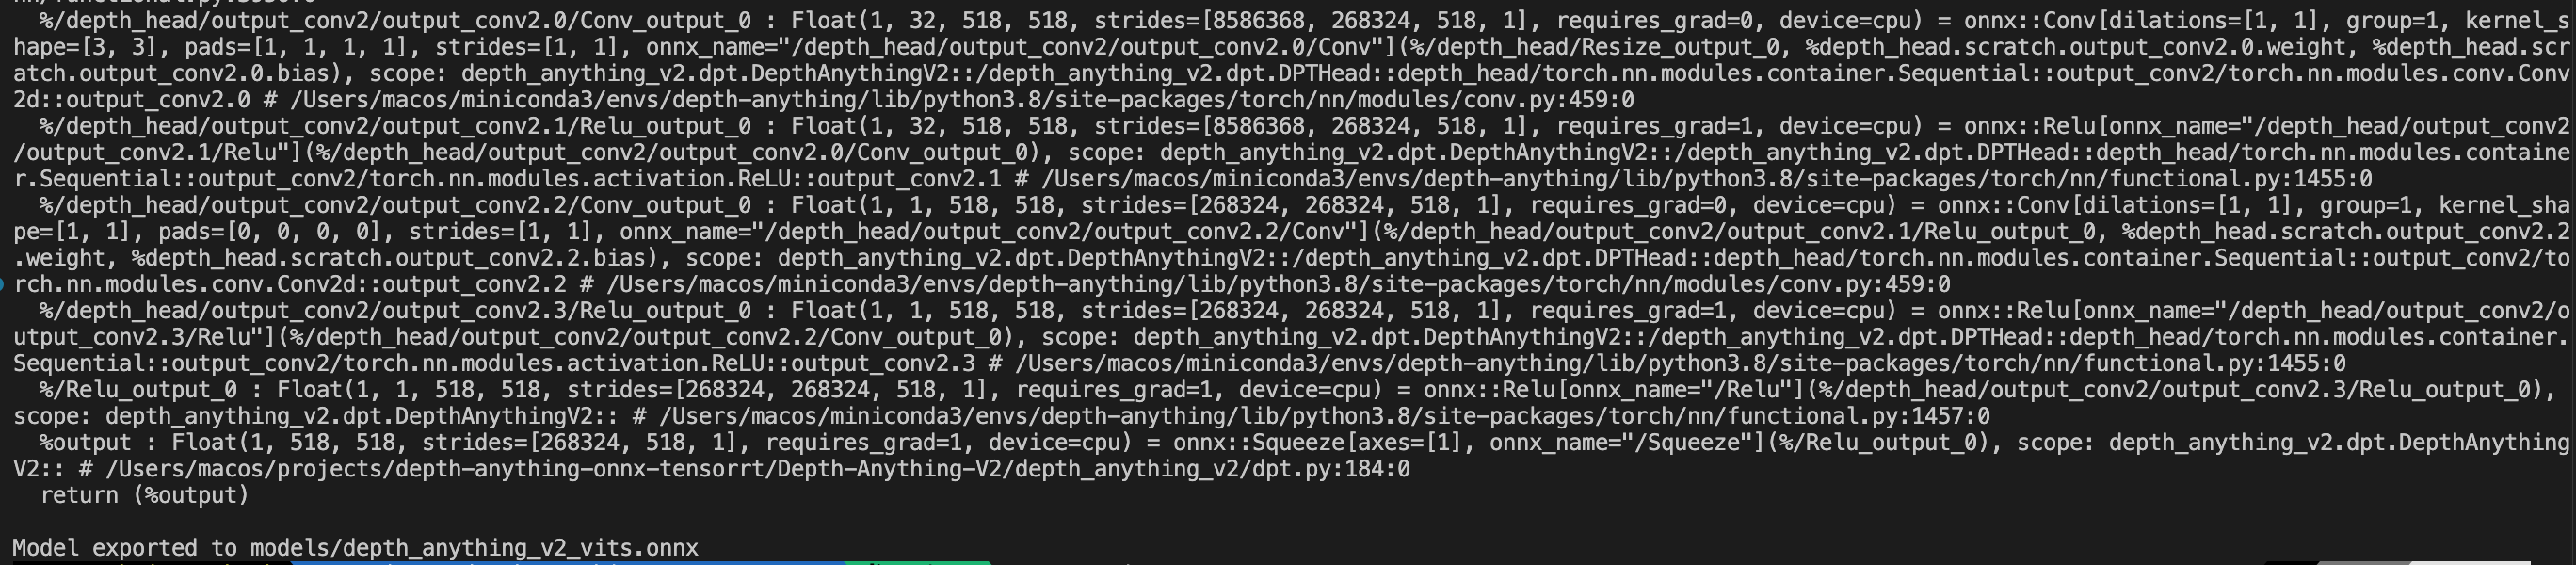 %/depth_head/output_conv2/output_conv2.0/Conv_output_0 : Float(1, 32, 518, 518, strides=[8586368, 268324, 518, 1], requires_grad=0, device=cpu) = onnx::Conv[dilations=[1, 1], group=1, kernel_s
hape=[3, 3], pads=[1, 1, 1, 1], strides=[1, 1], onnx_name="/depth_head/output_conv2/output_conv2.0/Conv"](%/depth_head/Resize_output_0, %depth_head.scratch.output_conv2.0.weight, %depth_head.scr
atch.output_conv2.0.bias), scope: depth_anything_v2.dpt.DepthAnythingV2::/depth_anything_v2.dpt.DPTHead::depth_head/torch.nn.modules.container.Sequential::output_conv2/torch.nn.modules.conv.Conv
2d::output_conv2.0 # /Users/macos/miniconda3/envs/depth-anything/lib/python3.8/site-packages/torch/nn/modules/conv.py:459:0
  %/depth_head/output_conv2/output_conv2.1/Relu_output_0 : Float(1, 32, 518, 518, strides=[8586368, 268324, 518, 1], requires_grad=1, device=cpu) = onnx::Relu[onnx_name="/depth_head/output_conv2
/output_conv2.1/Relu"](%/depth_head/output_conv2/output_conv2.0/Conv_output_0), scope: depth_anything_v2.dpt.DepthAnythingV2::/depth_anything_v2.dpt.DPTHead::depth_head/torch.nn.modules.containe
r.Sequential::output_conv2/torch.nn.modules.activation.ReLU::output_conv2.1 # /Users/macos/miniconda3/envs/depth-anything/lib/python3.8/site-packages/torch/nn/functional.py:1455:0
  %/depth_head/output_conv2/output_conv2.2/Conv_output_0 : Float(1, 1, 518, 518, strides=[268324, 268324, 518, 1], requires_grad=0, device=cpu) = onnx::Conv[dilations=[1, 1], group=1, kernel_sha
pe=[1, 1], pads=[0, 0, 0, 0], strides=[1, 1], onnx_name="/depth_head/output_conv2/output_conv2.2/Conv"](%/depth_head/output_conv2/output_conv2.1/Relu_output_0, %depth_head.scratch.output_conv2.2
.weight, %depth_head.scratch.output_conv2.2.bias), scope: depth_anything_v2.dpt.DepthAnythingV2::/depth_anything_v2.dpt.DPTHead::depth_head/torch.nn.modules.container.Sequential::output_conv2/to
rch.nn.modules.conv.Conv2d::output_conv2.2 # /Users/macos/miniconda3/envs/depth-anything/lib/python3.8/site-packages/torch/nn/modules/conv.py:459:0
  %/depth_head/output_conv2/output_conv2.3/Relu_output_0 : Float(1, 1, 518, 518, strides=[268324, 268324, 518, 1], requires_grad=1, device=cpu) = onnx::Relu[onnx_name="/depth_head/output_conv2/o
utput_conv2.3/Relu"](%/depth_head/output_conv2/output_conv2.2/Conv_output_0), scope: depth_anything_v2.dpt.DepthAnythingV2::/depth_anything_v2.dpt.DPTHead::depth_head/torch.nn.modules.container.
Sequential::output_conv2/torch.nn.modules.activation.ReLU::output_conv2.3 # /Users/macos/miniconda3/envs/depth-anything/lib/python3.8/site-packages/torch/nn/functional.py:1455:0
  %/Relu_output_0 : Float(1, 1, 518, 518, strides=[268324, 268324, 518, 1], requires_grad=1, device=cpu) = onnx::Relu[onnx_name="/Relu"](%/depth_head/output_conv2/output_conv2.3/Relu_output_0),
scope: depth_anything_v2.dpt.DepthAnythingV2:: # /Users/macos/miniconda3/envs/depth-anything/lib/python3.8/site-packages/torch/nn/functional.py:1457:0
  %output : Float(1, 518, 518, strides=[268324, 518, 1], requires_grad=1, device=cpu) = onnx::Squeeze[axes=[1], onnx_name="/Squeeze"](%/Relu_output_0), scope: depth_anything_v2.dpt.DepthAnything
V2:: # /Users/macos/projects/depth-anything-onnx-tensorrt/Depth-Anything-V2/depth_anything_v2/dpt.py:184:0
  return (%output)
Model exported to models/depth_anything_v2_vits.onnx